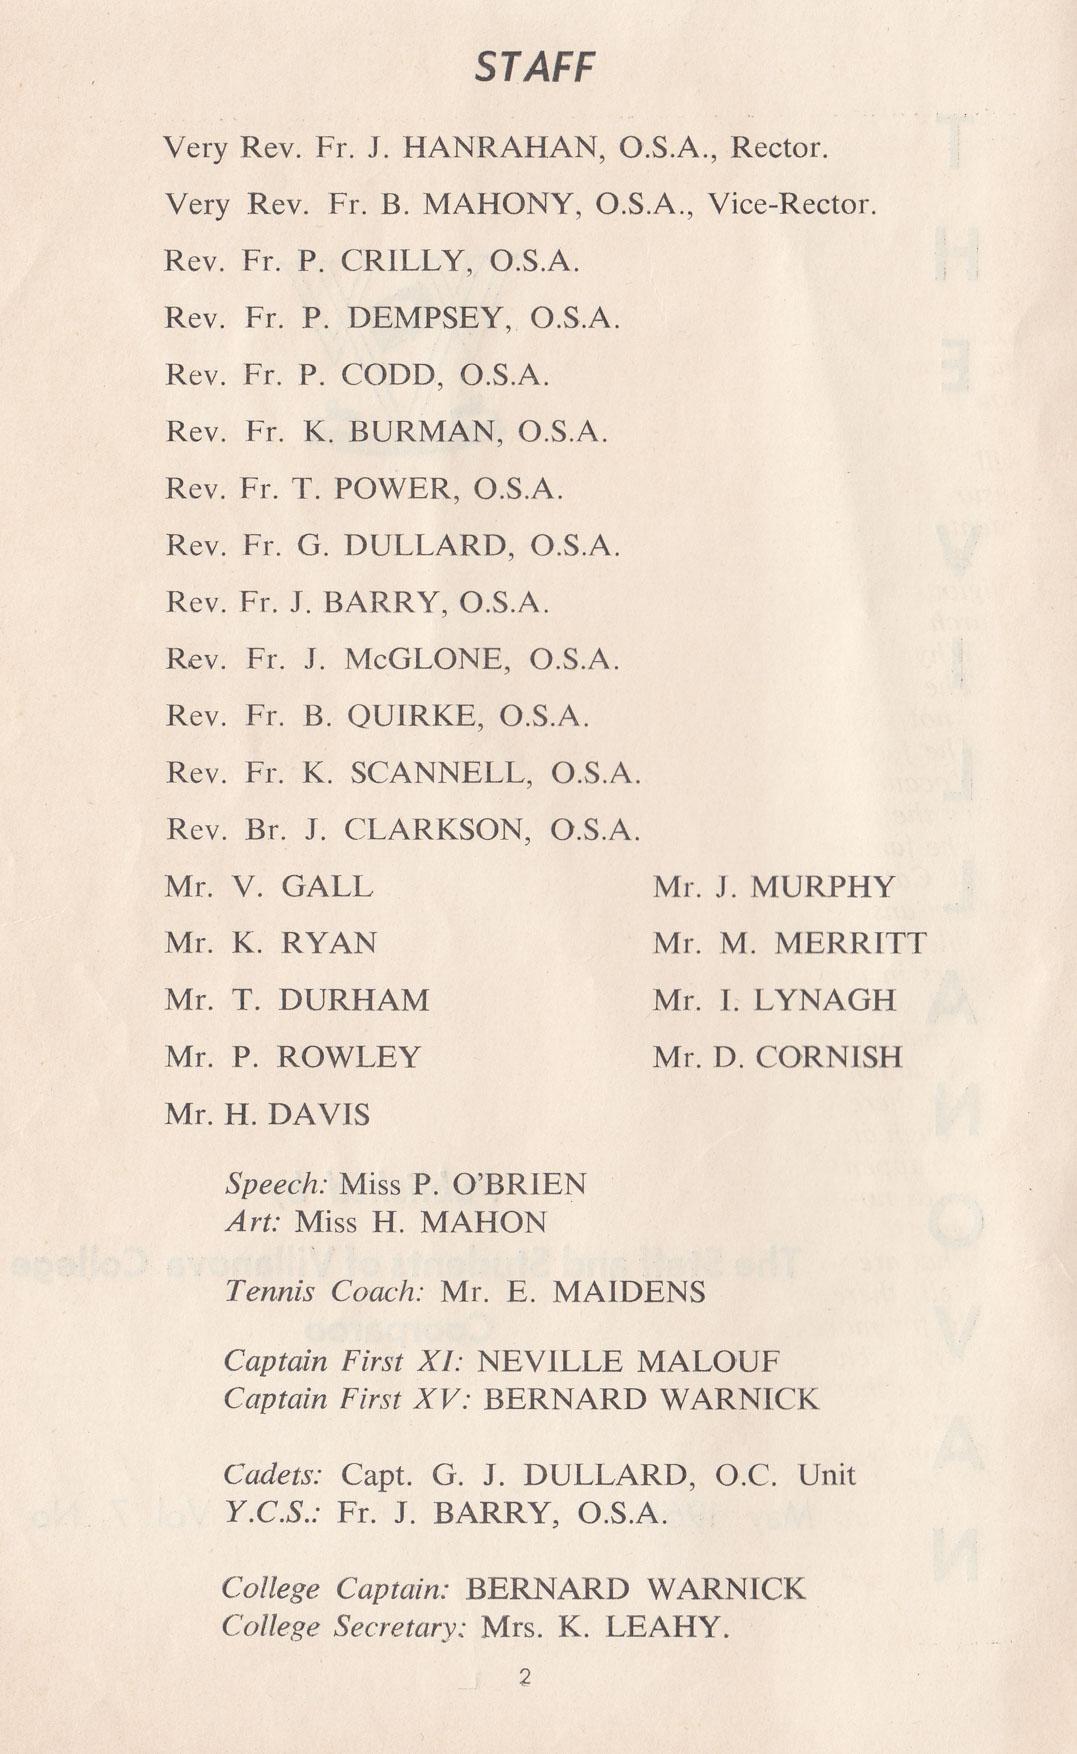 STAFF
Very Rev. Fr. J. HANRAHAN, O.S.A., Rector.
Very Rev. Fr. B. MAHONY, O.S.A., Vice-Rector.
Rev. Fr. P. CRILLY, O.S.A.
Rev. Fr. P. DEMPSEY, O.S.A.
Rev. Fr. P. CODD, O.S.A.
Rev. Fr. K. BURMAN, O.S.A.
Rev. Fr. T. POWER, O.S.A.
Rev. Fr. G. DULLARD, O.S.A.
Rev. Fr. J. BARRY, O.S.A.
Rev. Fr. J. McGLONE, O.S.A.
Rev. Fr. B. QUIRKE, O.S.A.
Rev. Fr. K. SCANNELL, O.S.A.
Rev. Br. J. CLARKSON, O.S.A.
Mr. V. GALL Mr. J. MURPHY
Mr. K. RYAN Mr. M. MERRITT
Mr. T. DURHAM Mr. I. LYNAGH
Mr. P. ROWLEY Mr. D. CORNISH
Mr. H. DAVIS
Speech: Miss P. O'BRIEN
Art: Miss H. MAHON
Tennis Coach: Mr. E. MAIDENS
Captain First XI: NEVILLE MALOUF
Captain First XV: BERNARD WARNICK
Cadets: Capt. G. J. DULLARD, O.C. Unit
Y.C.S.: Fr. J. BARRY, O.S.A.
College Captain: BERNARD WARNICK
College Secretary: Mrs. K. LEAHY.
2